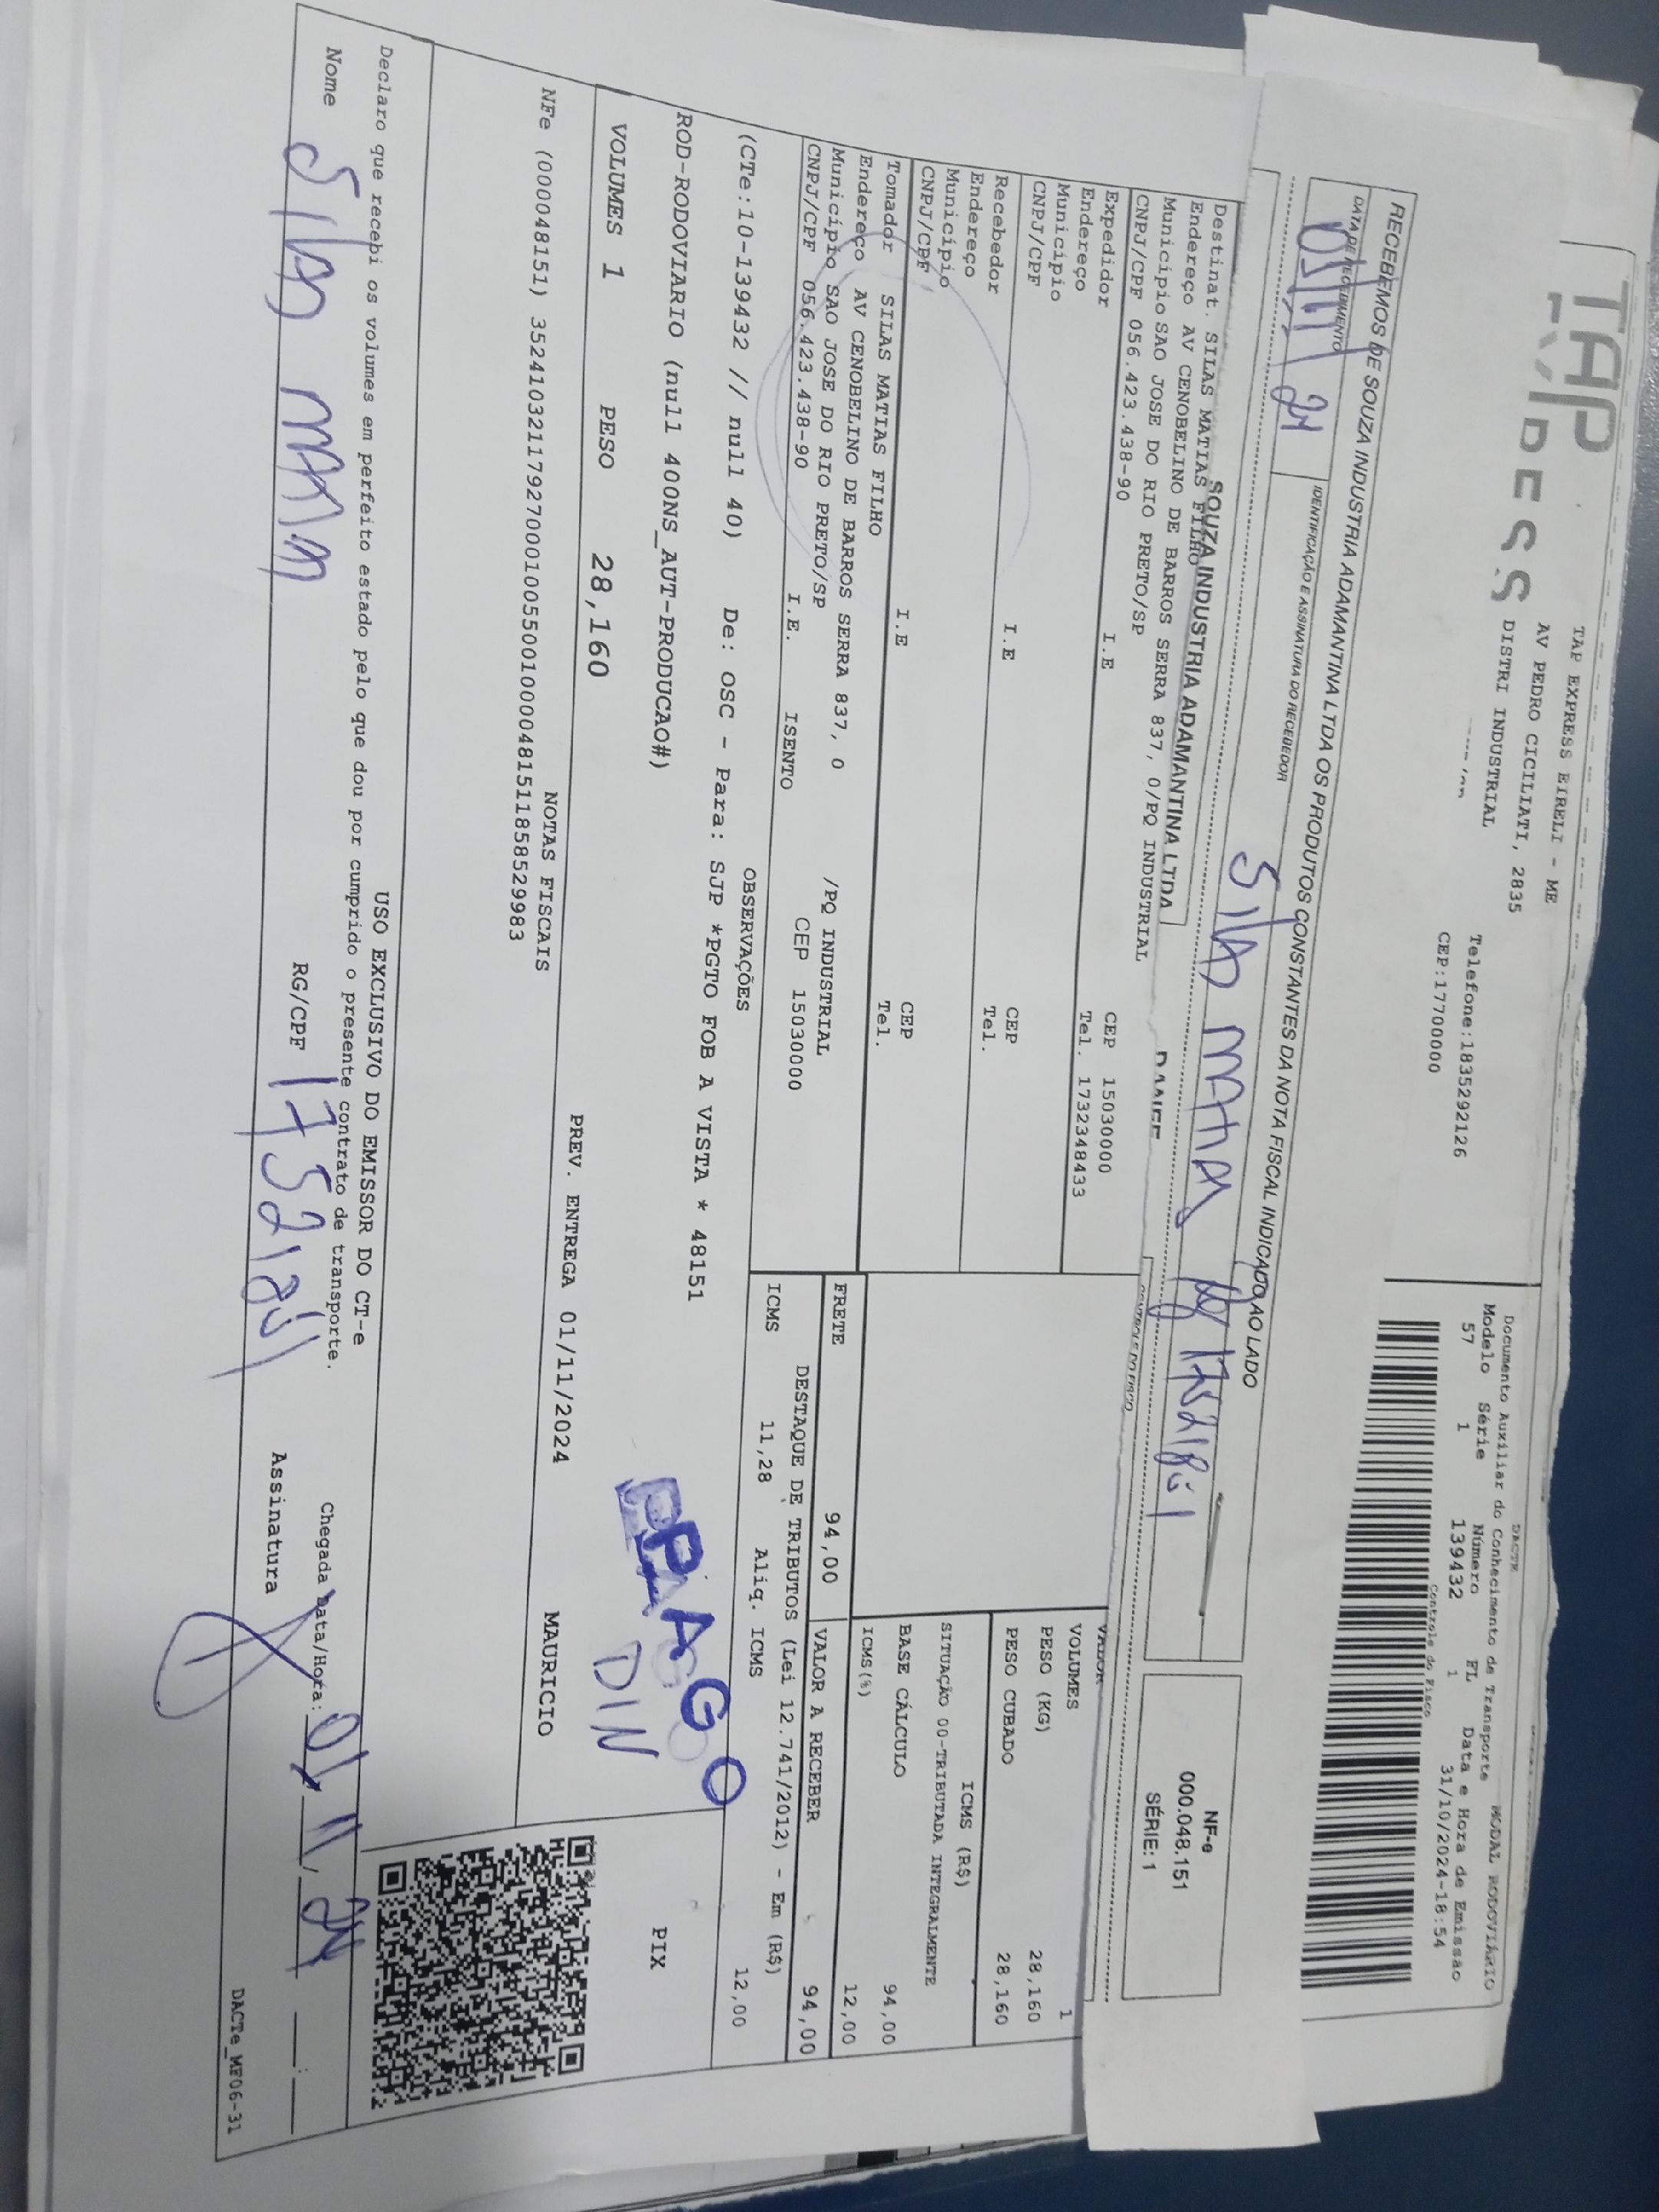 TAP
TAP EXPRESS EIRELI - ME
AV PEDRO CICILIATI, 2835
DISTRI INDUSTRIAL
Telefone:1835292126
CEP:17700000
DACTE
Documento Auxiliar do Conhecimento de Transporte
MODAL RODOVIÁRIO
Modelo Série Número FL Data e Hora de Emissão
57 1 139432 1 31/10/2024-18:54
Controle do Fisco
RECEBEMOS DE SOUZA INDUSTRIA ADAMANTINA LTDA OS PRODUTOS CONSTANTES DA NOTA FISCAL INDICADO AO LADO
DATA DE RECEBIMENTO
IDENTIFICAÇÃO E ASSINATURA DO RECEBEDOR
NF-e
000.048.151
SÉRIE: 1
SOUZA INDUSTRIA ADAMANTINA LTDA
CONTROLE DO FISCO
Destinat. SILAS MATIAS FILHO
Endereço AV CENOBELINO DE BARROS SERRA 837, 0/PQ INDUSTRIAL
Município SAO JOSE DO RIO PRETO/SP CEP 15030000
CNPJ/CPF 056.423.438-90 Tel. 1732348433
Expedidor I.E
Endereço
Município CEP
CNPJ/CPF Tel.
Recebedor I.E
Endereço
Município CEP
CNPJ/CPF Tel.
Tomador SILAS MATIAS FILHO
Endereço AV CENOBELINO DE BARROS SERRA 837, 0 /PQ INDUSTRIAL
Município SAO JOSE DO RIO PRETO/SP CEP 15030000
CNPJ/CPF 056.423.438-90 I.E. ISENTO
VOLUMES 1
PESO (KG) 28,160
PESO CUBADO 28,160
ICMS (R$)
SITUAÇÃO 00-TRIBUTADA INTEGRALMENTE
BASE CÁLCULO 94,00
ICMS(%) 12,00
FRETE 94,00 VALOR A RECEBER 94,00
DESTAQUE DE TRIBUTOS (Lei 12.741/2012) - Em (R$)
ICMS 11,28 Aliq. ICMS 12,00
OBSERVAÇÕES
(CTe:10-139432 // null 40) De: OSC - Para: SJP *PGTO FOB A VISTA * 48151
ROD-RODOVIARIO (null 400NS_AUT-PRODUCAO#)
PAGO
DIN
PIX
VOLUMES 1 PESO 28,160 PREV. ENTREGA 01/11/2024 MAURICIO
NOTAS FISCAIS
NFe (000048151) 35241032117927000100550010000481511858529983
USO EXCLUSIVO DO EMISSOR DO CT-e
Declaro que recebi os volumes em perfeito estado pelo que dou por cumprido o presente contrato de transporte.
Chegada Data/Hora: 01/11/24
Nome RG/CPF Assinatura
DACTe_MF06-31